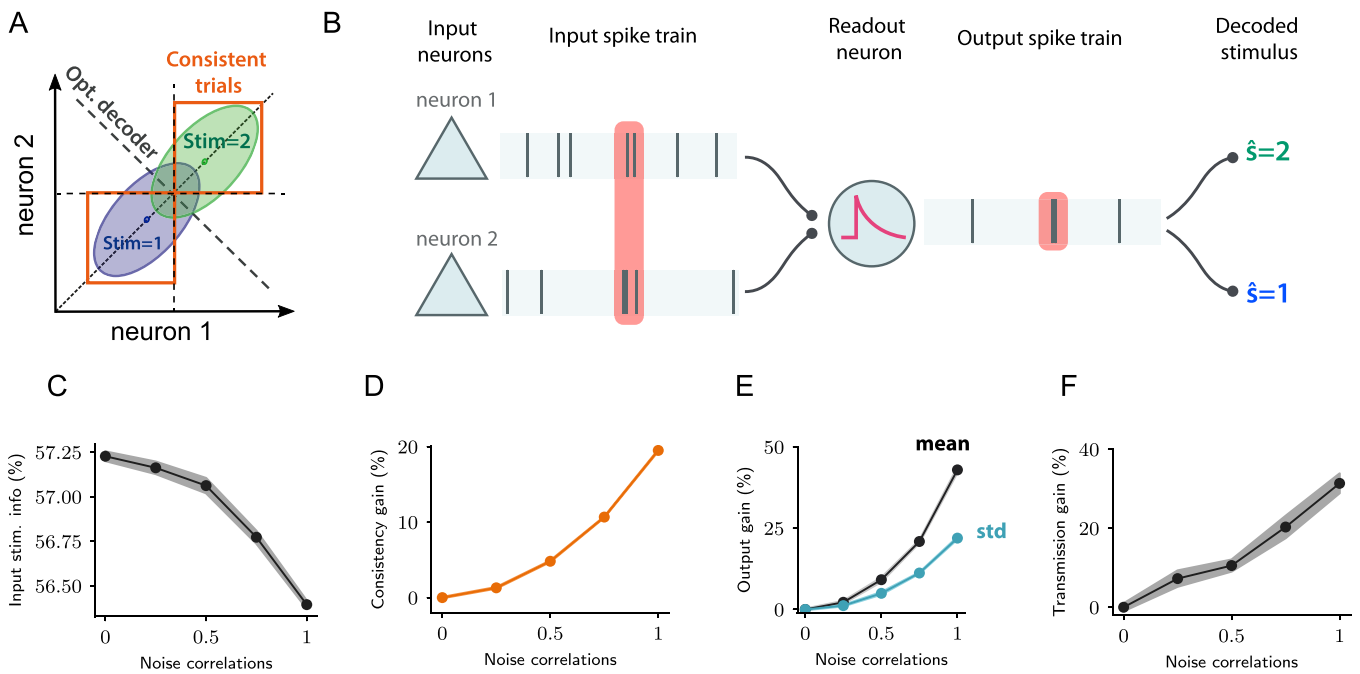 A
Consistent
trials
Opt. decoder
Stim=2
Stim=1
neuron 2
neuron 1
B
Input
neurons
Input spike train
Readout
neuron
Output spike train
Decoded
stimulus
neuron 1
neuron 2
ŝ=2
ŝ=1
C
Input stim. info (%)
57.25
57.00
56.75
56.50
0
0.5
1
Noise correlations
D
Consistency gain (%)
20
10
0
0
0.5
1
Noise correlations
E
Output gain (%)
50
25
0
mean
std
0
0.5
1
Noise correlations
F
Transmission gain (%)
40
20
0
0
0.5
1
Noise correlations